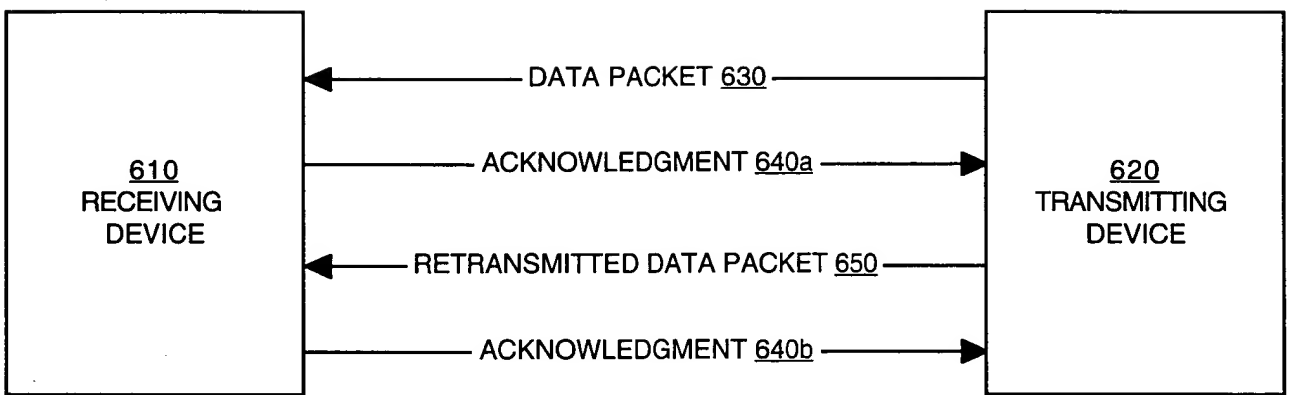 610
RECEIVING
DEVICE
DATA PACKET 630
ACKNOWLEDGMENT 640a
RETRANSMITTED DATA PACKET 650
ACKNOWLEDGMENT 640b
620
TRANSMITTING
DEVICE